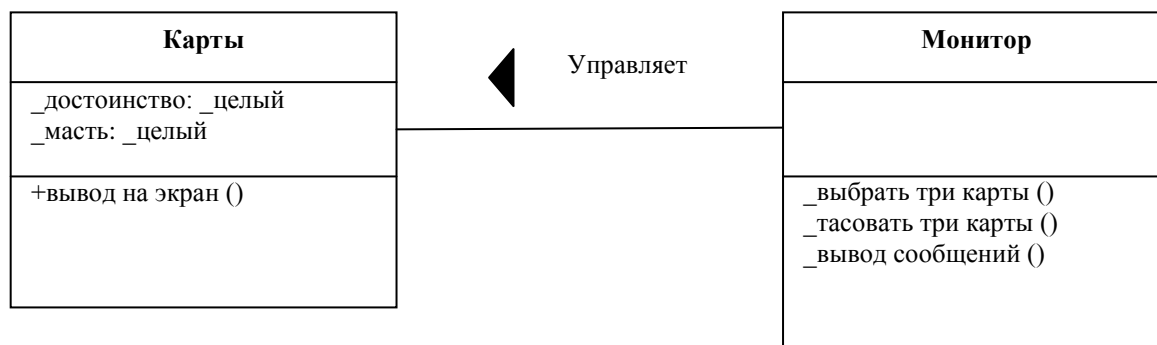 Карты
_достоинство: _целый
_масть: _целый
+вывод на экран ()
Управляет
Монитор
_выбрать три карты ()
_тасовать три карты ()
_вывод сообщений ()